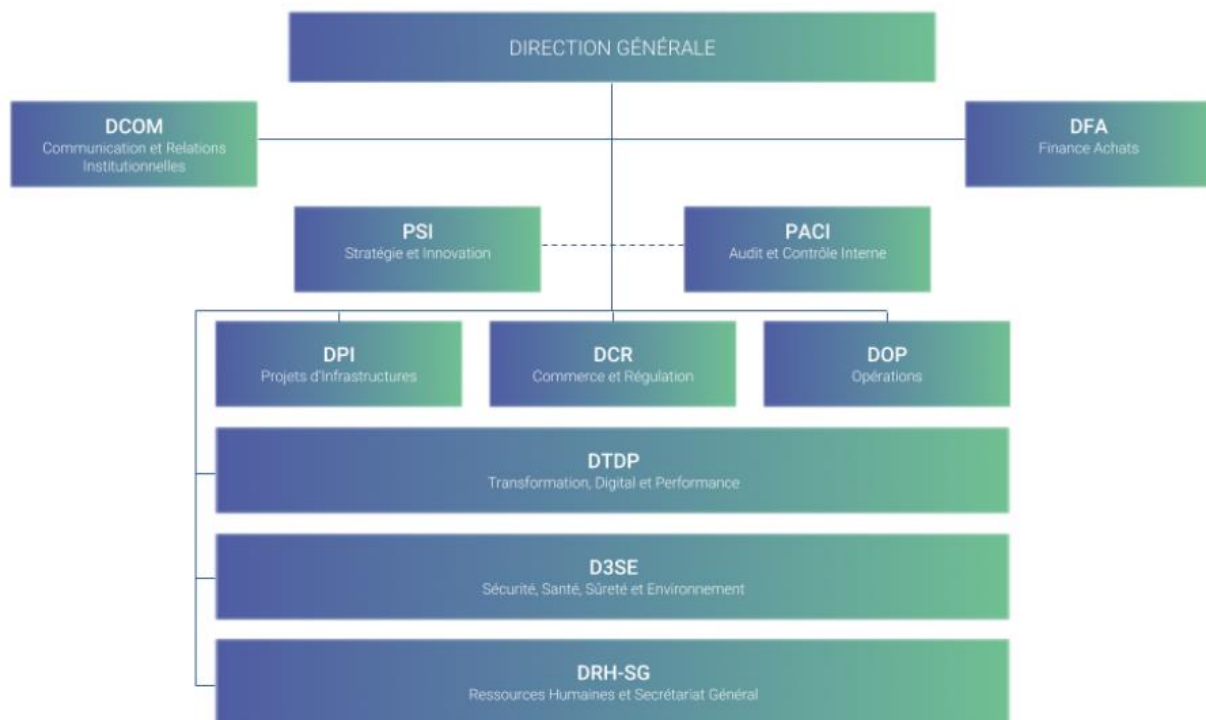 DIRECTION GÉNÉRALE
DCOM
Communication et Relations
Institutionnelles
DFA
Finance Achats
PSI
Stratégie et Innovation
PACI
Audit et Contrôle Interne
DPI
Projets d'Infrastructures
DCR
Commerce et Régulation
DOP
Opérations
DTDP
Transformation, Digital et Performance
D3SE
Sécurité, Santé, Sûreté et Environnement
DRH-SG
Ressources Humaines et Secrétariat Général